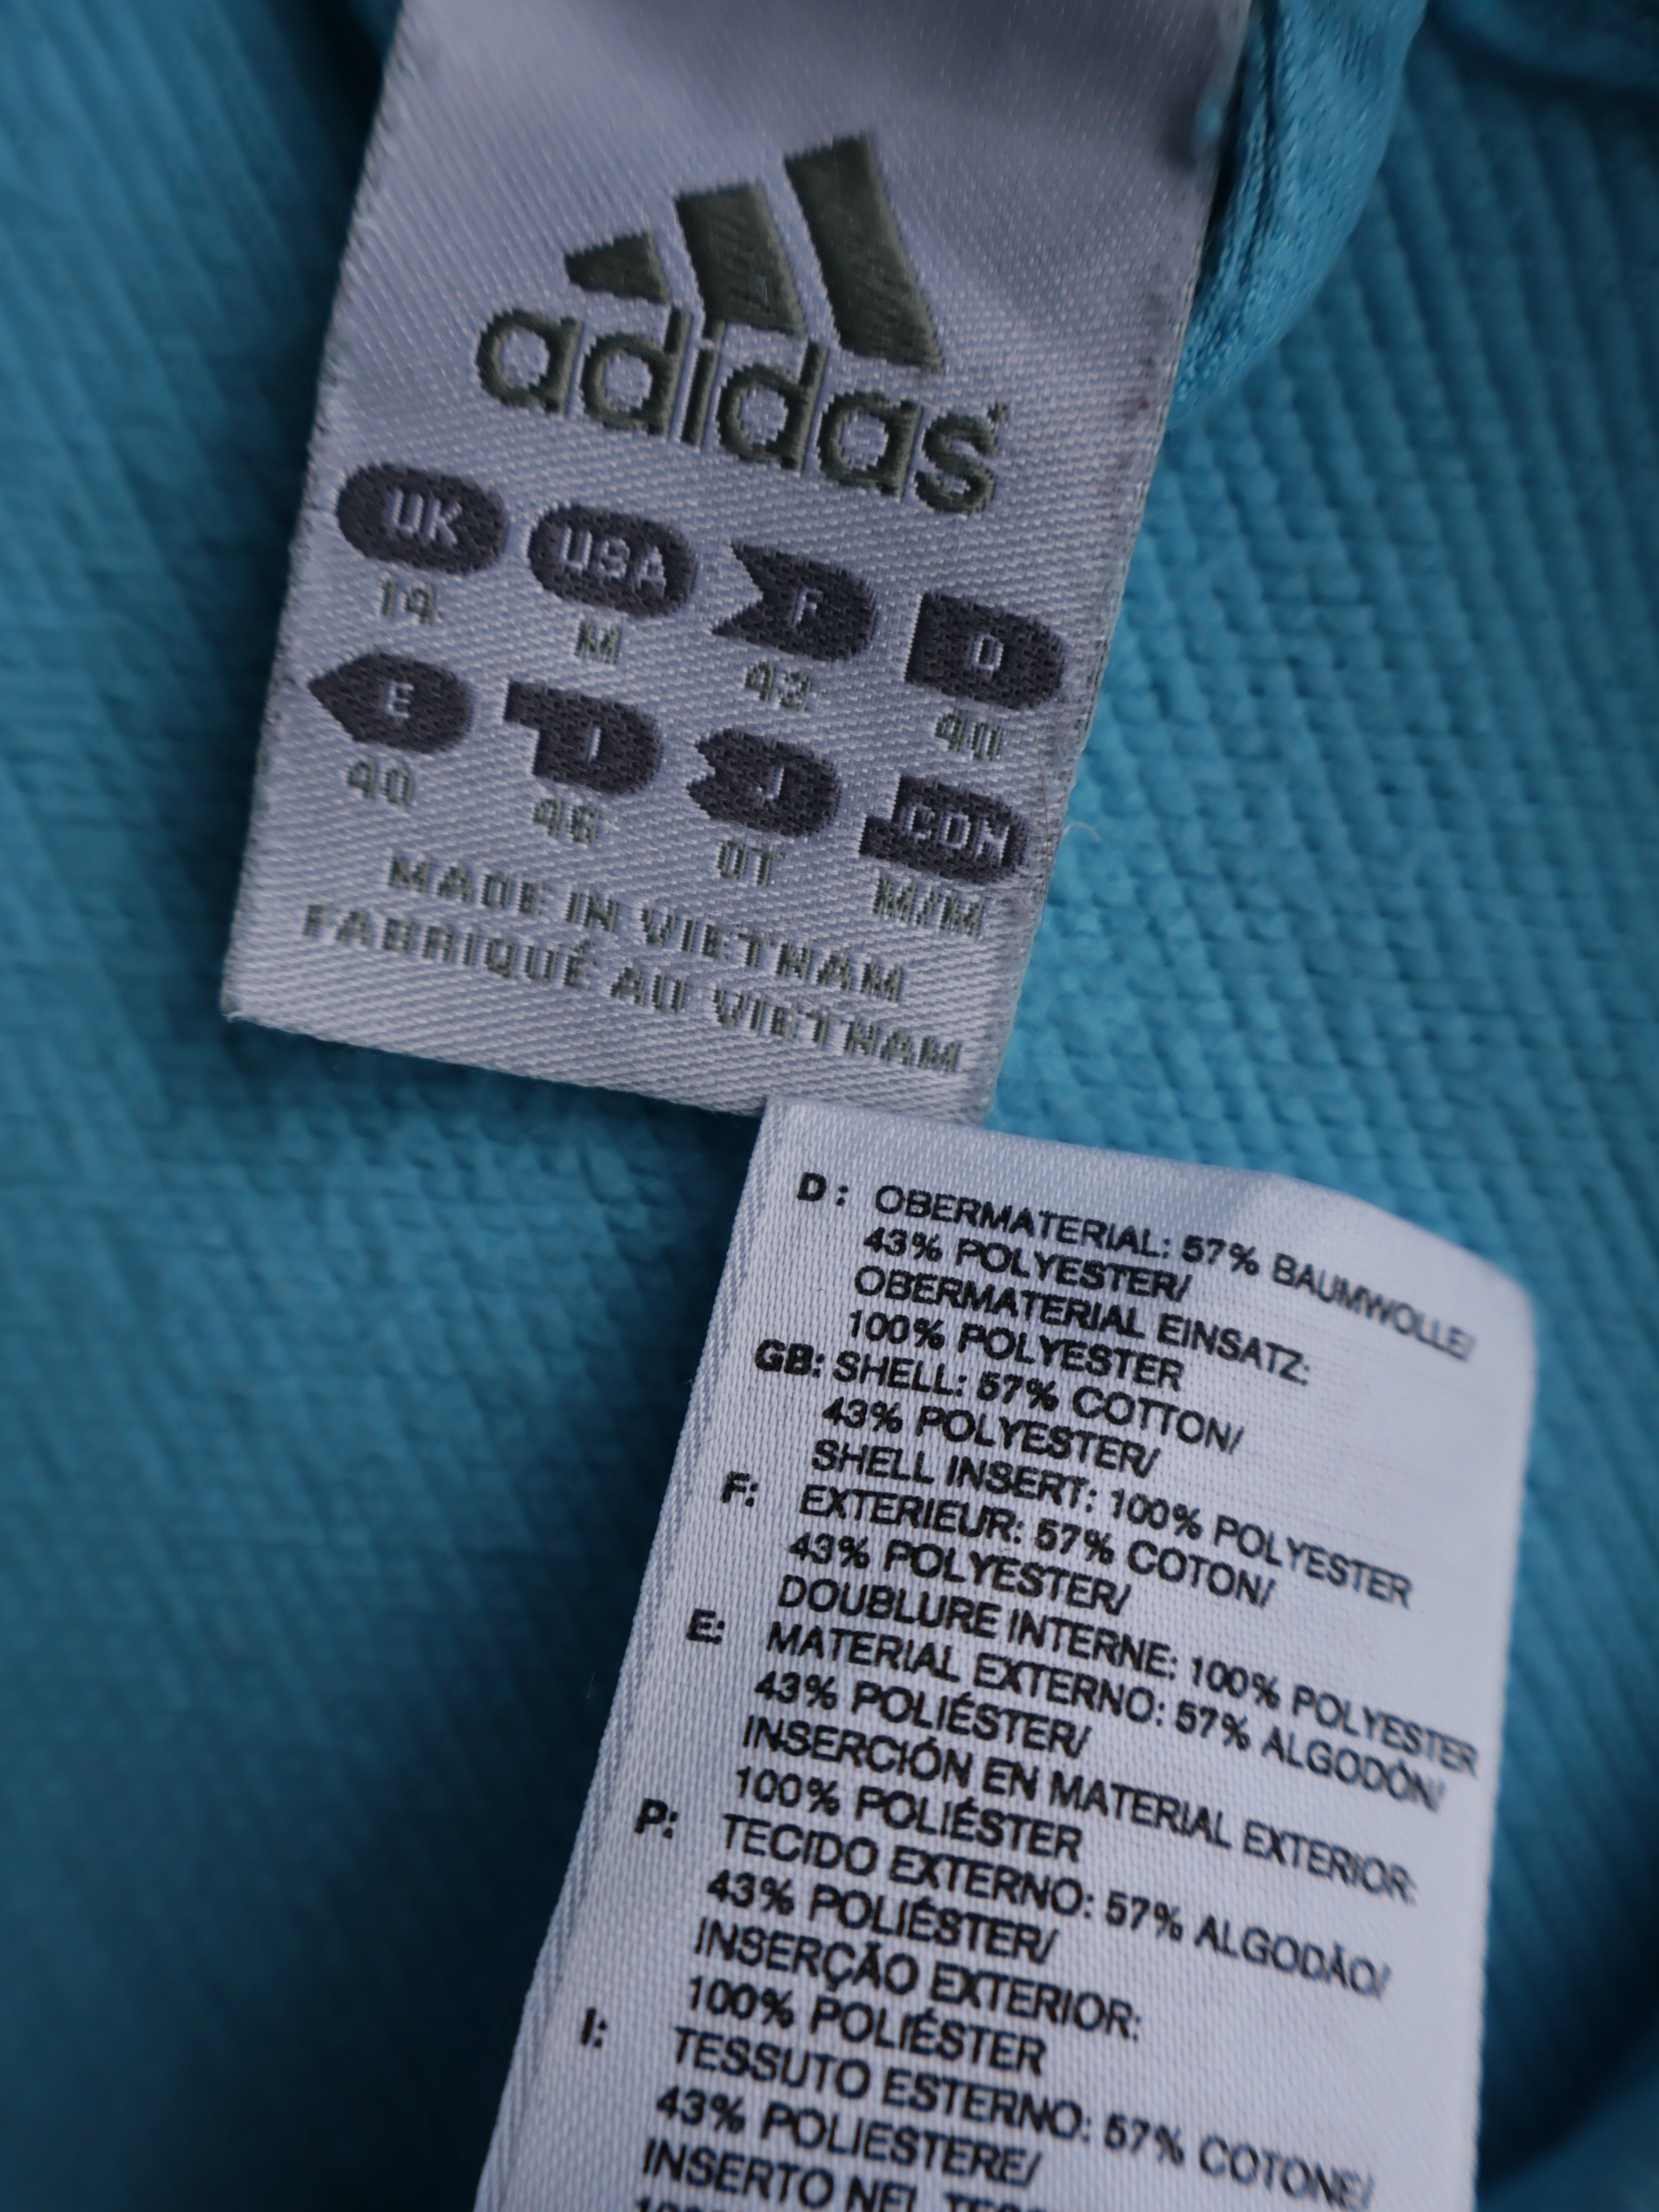 adidas
UK USA F D
14 M 42 40
E I J CDN
40 46 OT M/M
MADE IN VIETNAM
FABRIQUÉ AU VIETNAM
D: OBERMATERIAL: 57% BAUMWOLLE/
43% POLYESTER/
OBERMATERIAL EINSATZ:
100% POLYESTER
GB: SHELL: 57% COTTON/
43% POLYESTER/
SHELL INSERT: 100% POLYESTER
F: EXTERIEUR: 57% COTON/
43% POLYESTER/
DOUBLURE INTERNE: 100% POLYESTER
E: MATERIAL EXTERNO: 57% ALGODÓN/
43% POLIÉSTER/
INSERCIÓN EN MATERIAL EXTERIOR:
100% POLIÉSTER
P: TECIDO EXTERNO: 57% ALGODÃO/
43% POLIÉSTER/
INSERÇÃO EXTERIOR:
100% POLIÉSTER
I: TESSUTO ESTERNO: 57% COTONE/
43% POLIESTERE/
INSERTO NEL